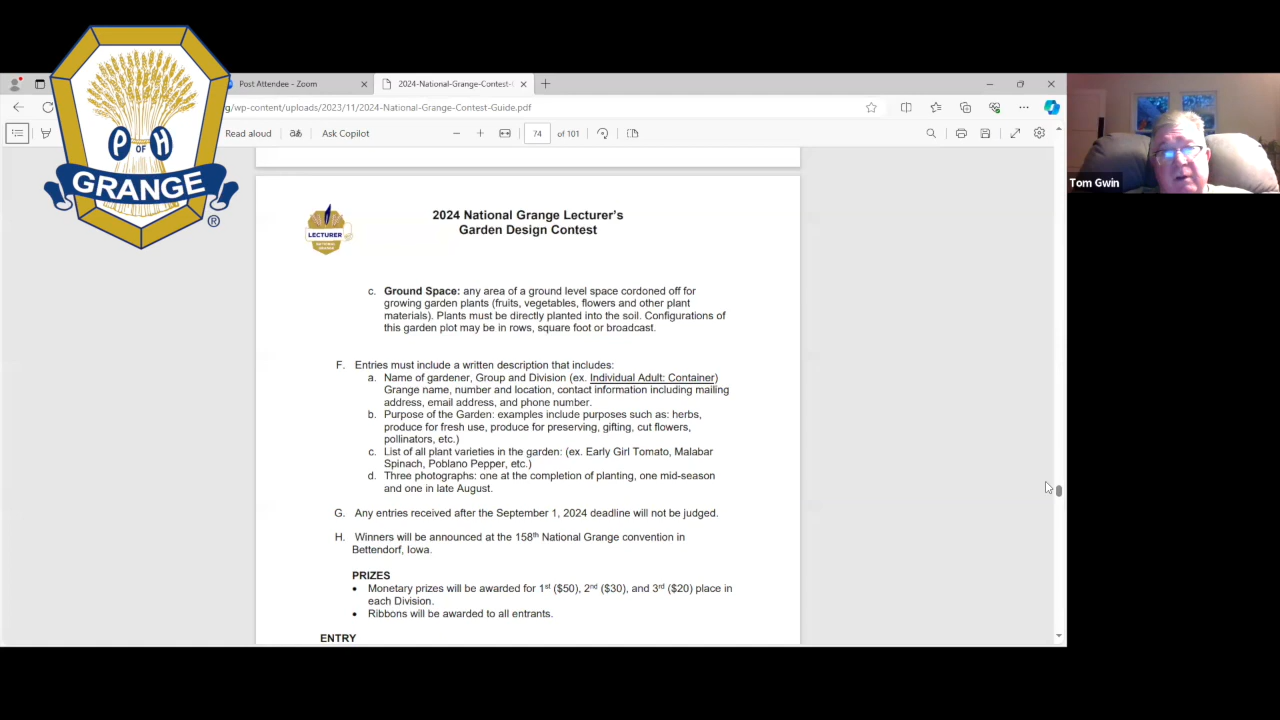 P OF H
GRANGE
®
Post Attendee - Zoom
2024-National-Grange-Contest-
g/wp-content/uploads/2023/11/2024-National-Grange-Contest-Guide.pdf
Read aloud
Ask Copilot
74 of 101
Tom Gwin
LECTURER
NATIONAL GRANGE
2024 National Grange Lecturer's
Garden Design Contest
c. Ground Space: any area of a ground level space cordoned off for
growing garden plants (fruits, vegetables, flowers and other plant
materials). Plants must be directly planted into the soil. Configurations of
this garden plot may be in rows, square foot or broadcast.
F. Entries must include a written description that includes:
a. Name of gardener, Group and Division (ex. Individual Adult: Container)
Grange name, number and location, contact information including mailing
address, email address, and phone number.
b. Purpose of the Garden: examples include purposes such as: herbs,
produce for fresh use, produce for preserving, gifting, cut flowers,
pollinators, etc.)
c. List of all plant varieties in the garden: (ex. Early Girl Tomato, Malabar
Spinach, Poblano Pepper, etc.)
d. Three photographs: one at the completion of planting, one mid-season
and one in late August.
G. Any entries received after the September 1, 2024 deadline will not be judged.
H. Winners will be announced at the 158th National Grange convention in
Bettendorf, Iowa.
PRIZES
• Monetary prizes will be awarded for 1st ($50), 2nd ($30), and 3rd ($20) place in
each Division.
• Ribbons will be awarded to all entrants.
ENTRY